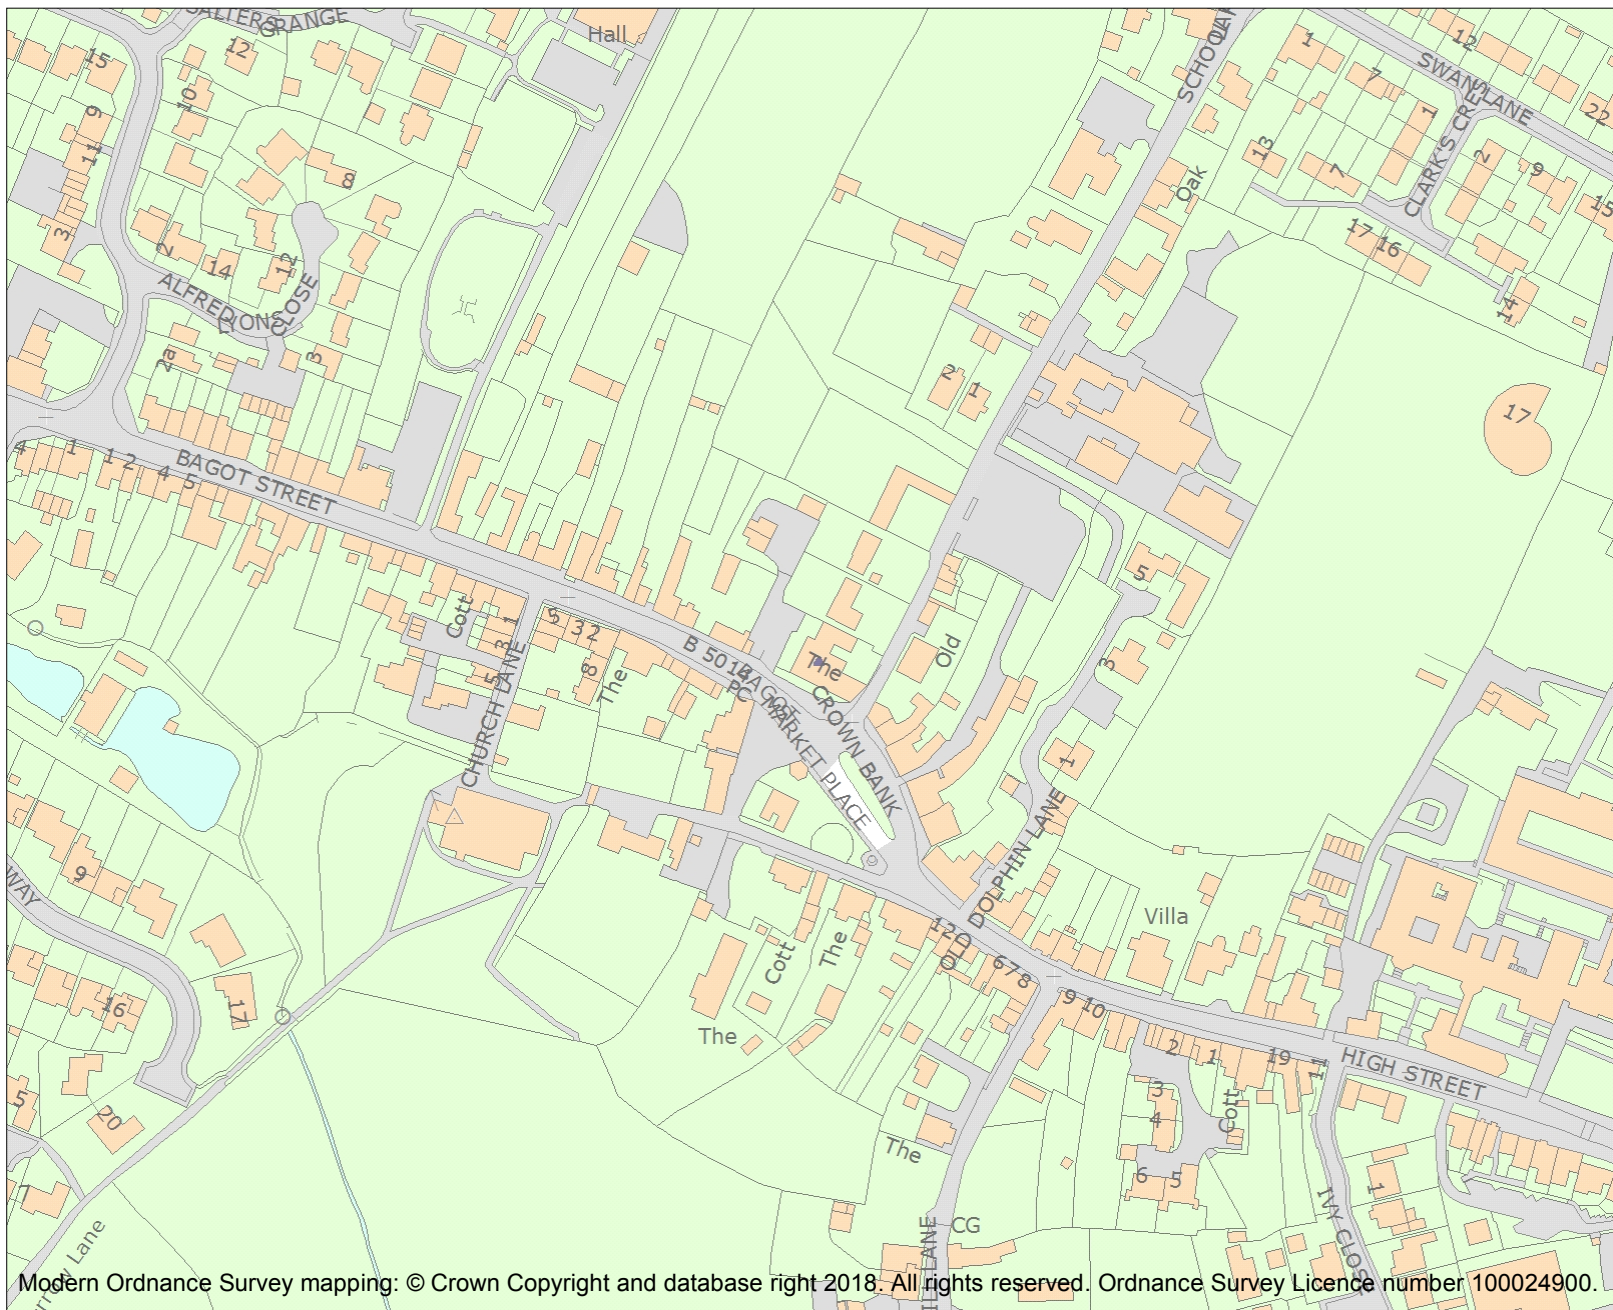 SALTERS
GRANGE
Hall
SCHOOL
1
12
SWAN LANE
12
15
7
22
9
10
1
CLARK'S CRES
11
13
7
2
9
8
Oak
15
3
2
17 16
14
12
14
ALFRED
LYONS
CLOSE
2a
3
2
1
17
4
1
1 2
4
5
BAGOT STREET
5
Cott
1
3
5
CHURCH LANE
5
3 2
8
The
B 5014
BAGOT
PC
MARKET PLACE
The
CROWN BANK
Old
3
1
OLD DOLPHIN LANE
9
WAY
12
Villa
Cott
The
6 7 8
9 10
16
17
The
2
1
19
11
HIGH STREET
5
20
3
4
Cott
The
6
5
1
7
CG
IVY CLOS
LANE
Lane
Modern Ordnance Survey mapping: © Crown Copyright and database right 2018. All rights reserved. Ordnance Survey Licence number 100024900.